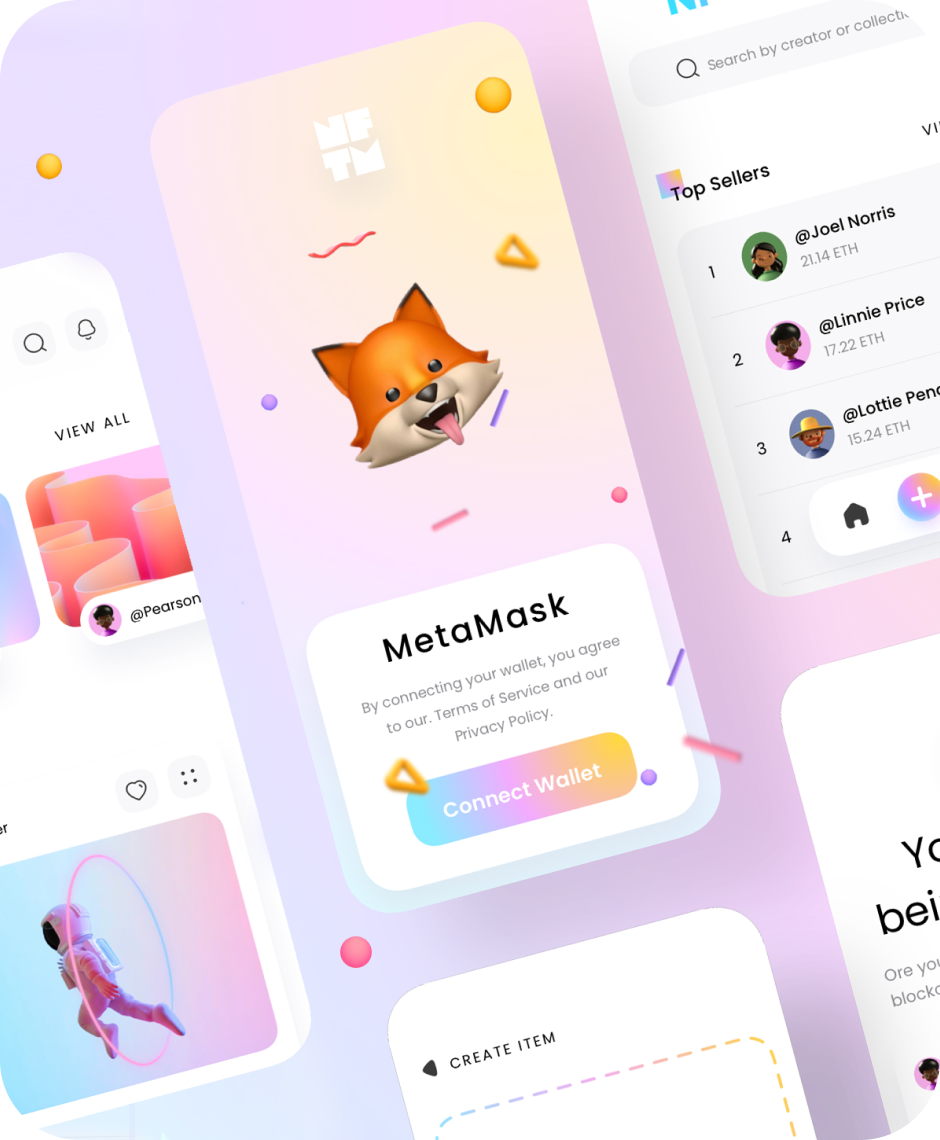 NF
TM
Search by creator or collecti
Top Sellers
1
@Joel Norris
21.14 ETH
2
@Linnie Price
17.22 ETH
3
@Lottie Pen
15.24 ETH
4
VIEW ALL
@Pearson
MetaMask
By connecting your wallet, you agree
to our. Terms of Service and our
Privacy Policy.
Connect Wallet
er
CREATE ITEM
Yo
bei
Ore you
blocko